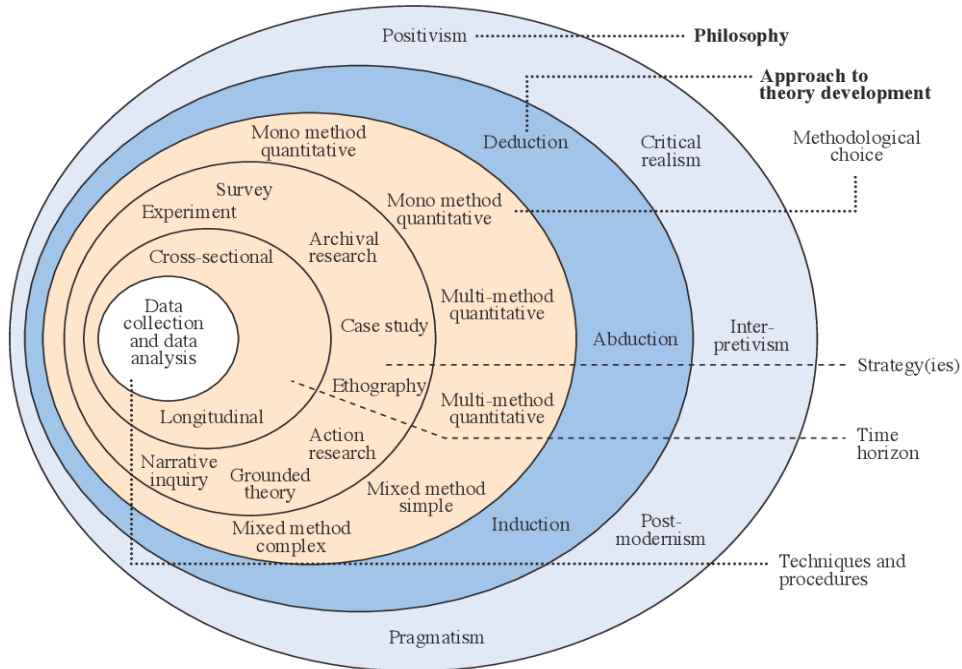 Positivism
Philosophy
Approach to
theory development
Deduction
Critical
realism
Methodological
choice
Mono method
quantitative
Mono method
quantitative
Survey
Experiment
Archival
research
Cross-sectional
Data
collection
and data
analysis
Multi-method
quantitative
Case study
Abduction
Inter-
pretivism
Strategy(ies)
Ethography
Multi-method
quantitative
Longitudinal
Time
horizon
Action
research
Narrative
inquiry
Grounded
theory
Mixed method
simple
Mixed method
complex
Induction
Post-
modernism
Techniques and
procedures
Pragmatism